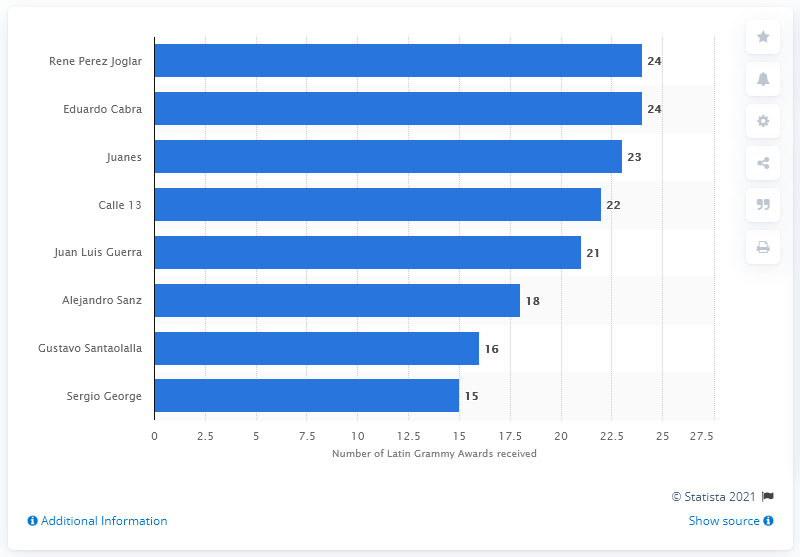 Rene Perez Joglar 24
Eduardo Cabra 24
Juanes 23
Calle 13 22
Juan Luis Guerra 21
Alejandro Sanz 18
Gustavo Santaolalla 16
Sergio George 15
0 2.5 5 7.5 10 12.5 15 17.5 20 22.5 25 27.5
Number of Latin Grammy Awards received
© Statista 2021
Additional Information Show source